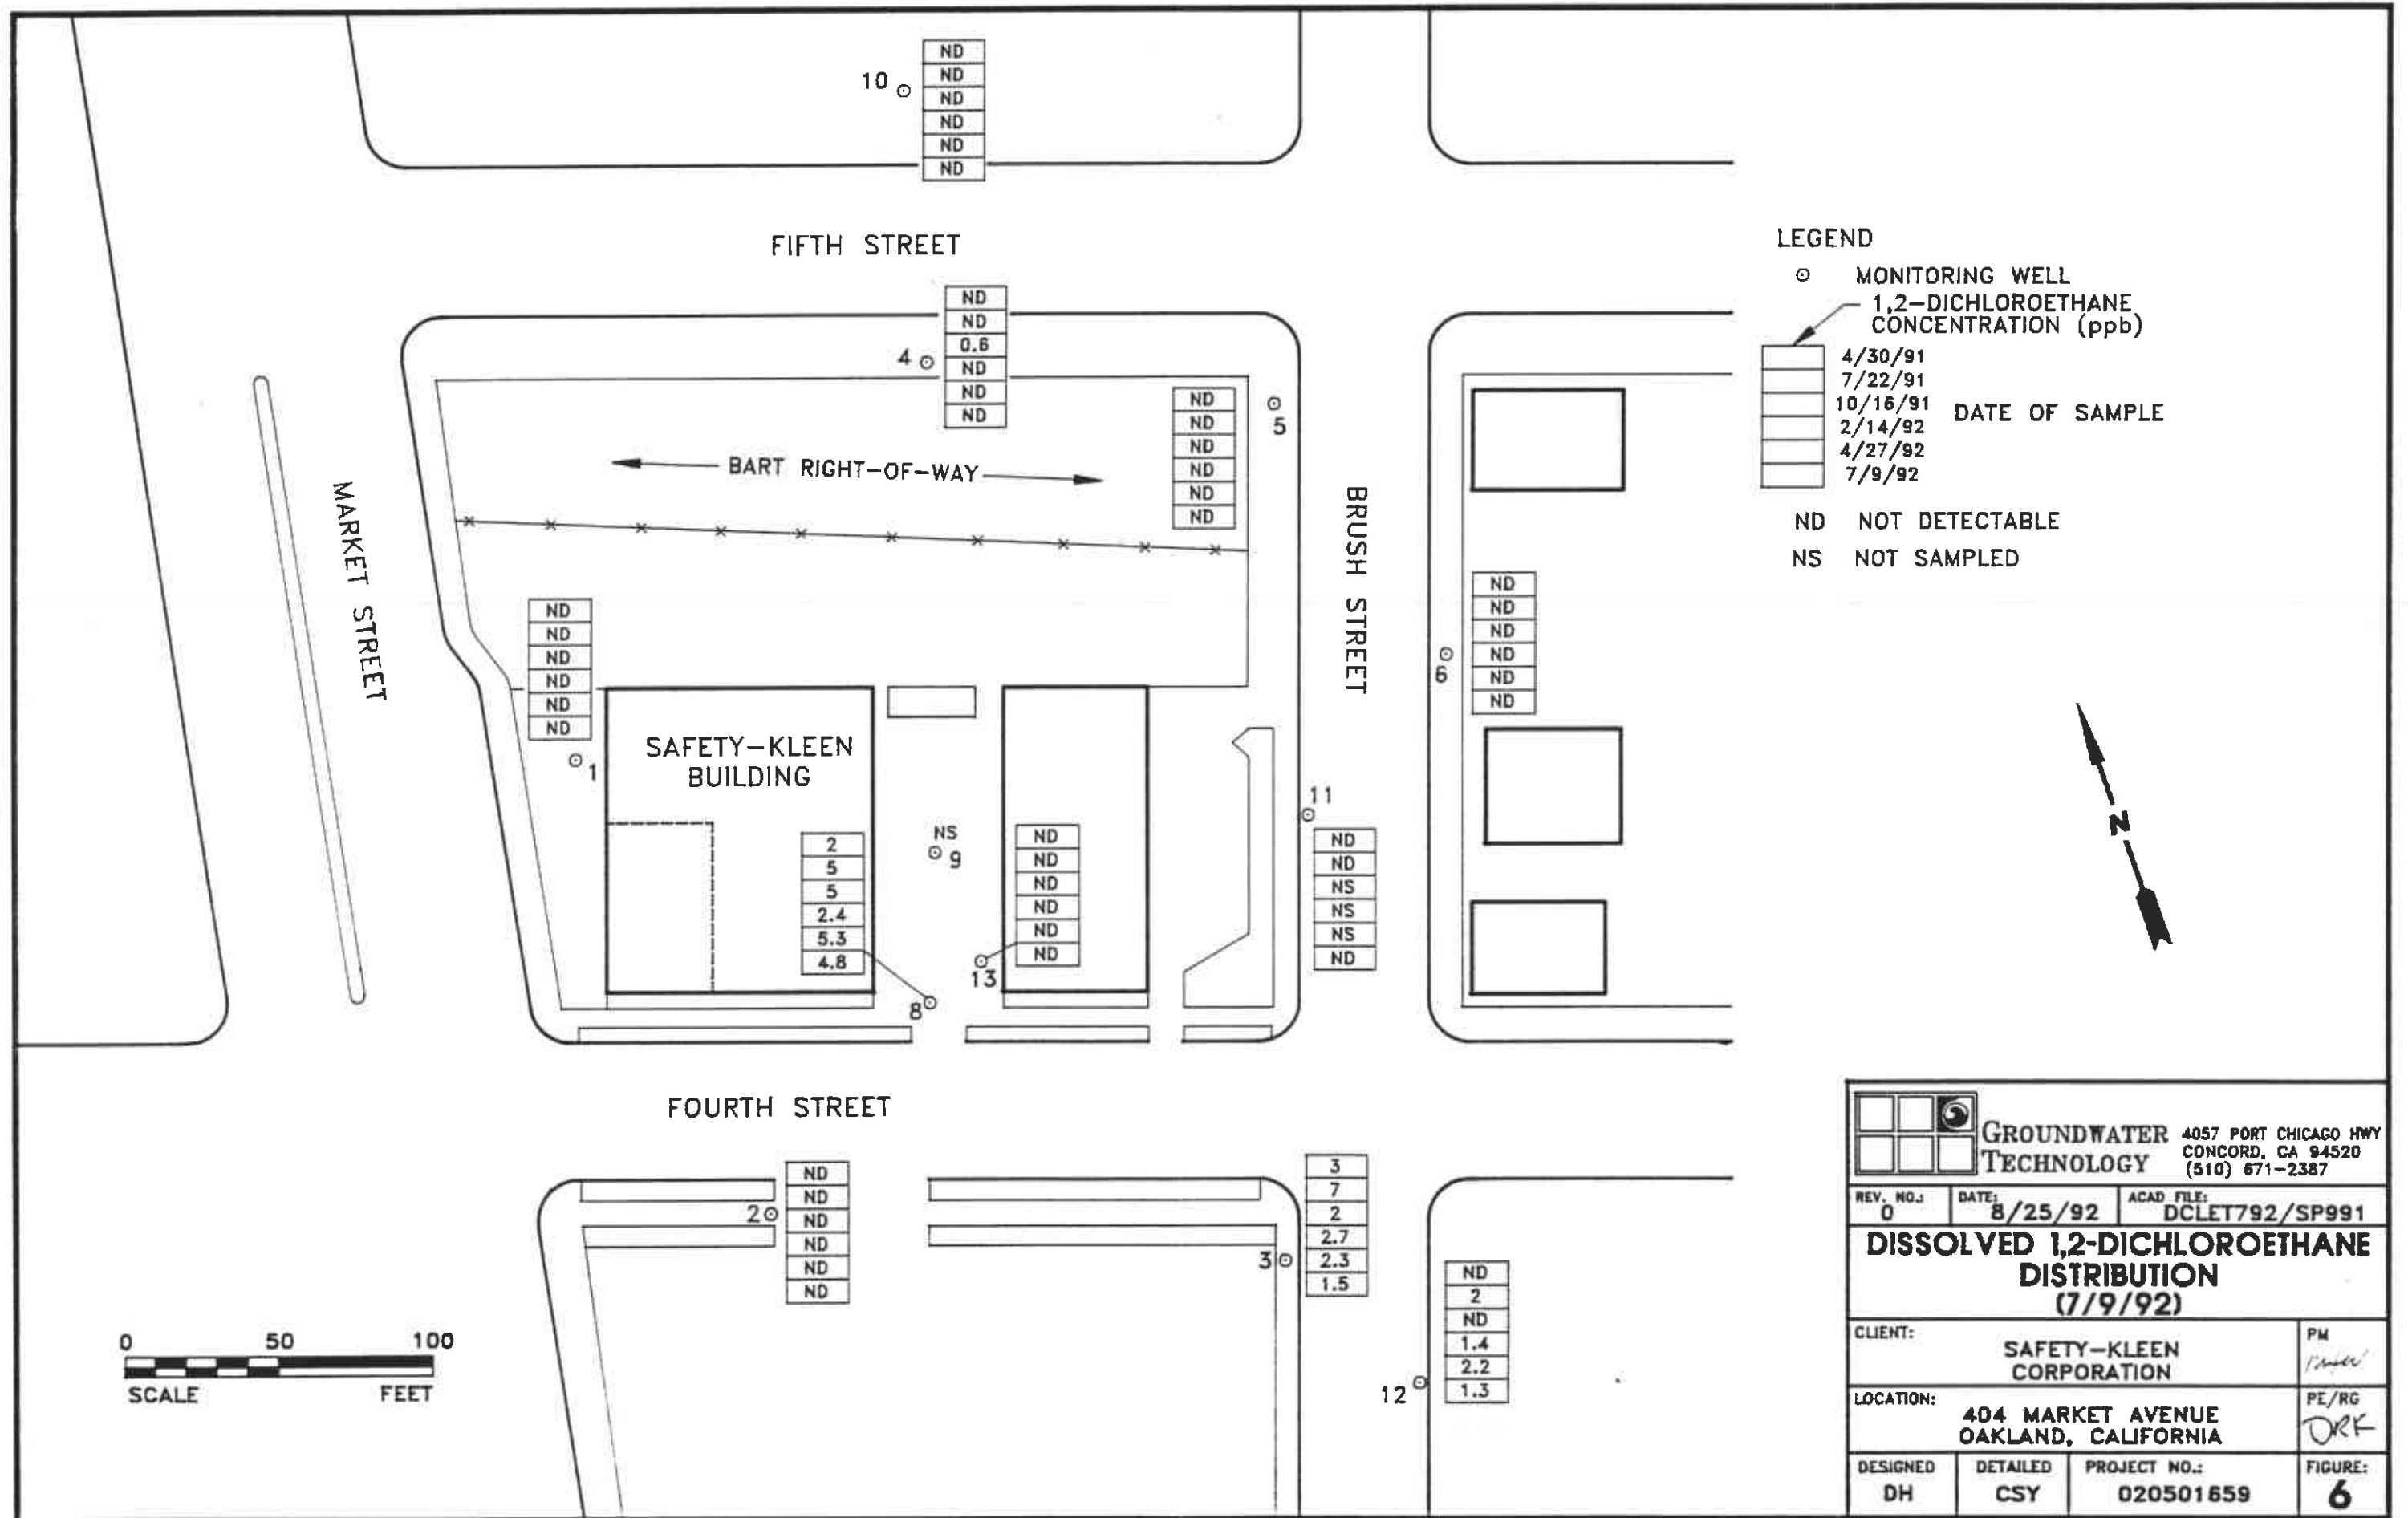 10
ND
ND
ND
ND
ND
ND
FIFTH STREET
4
ND
ND
0.6
ND
ND
ND
ND
ND
ND
ND
ND
ND
5
BART RIGHT-OF-WAY
MARKET STREET
BRUSH STREET
ND
ND
ND
ND
ND
ND
1
SAFETY-KLEEN
BUILDING
2
5
5
2.4
5.3
4.8
8
NS
9
ND
ND
ND
ND
ND
ND
13
11
ND
ND
NS
NS
NS
ND
6
ND
ND
ND
ND
ND
ND
FOURTH STREET
2
ND
ND
ND
ND
ND
ND
3
3
7
2
2.7
2.3
1.5
12
ND
2
ND
1.4
2.2
1.3
0 50 100
SCALE FEET
LEGEND
MONITORING WELL
1,2-DICHLOROETHANE
CONCENTRATION (ppb)
4/30/91
7/22/91
10/16/91
2/14/92
4/27/92
7/9/92
DATE OF SAMPLE
ND NOT DETECTABLE
NS NOT SAMPLED
N
GROUNDWATER
TECHNOLOGY
4057 PORT CHICAGO HWY
CONCORD, CA 94520
(510) 671-2387
REV. NO.:
0
DATE:
8/25/92
ACAD FILE:
DCLET792/SP991
DISSOLVED 1,2-DICHLOROETHANE
DISTRIBUTION
(7/9/92)
CLIENT:
SAFETY-KLEEN
CORPORATION
PM
LOCATION:
404 MARKET AVENUE
OAKLAND, CALIFORNIA
PE/RG
DRK
DESIGNED
DH
DETAILED
CSY
PROJECT NO.:
020501659
FIGURE:
6